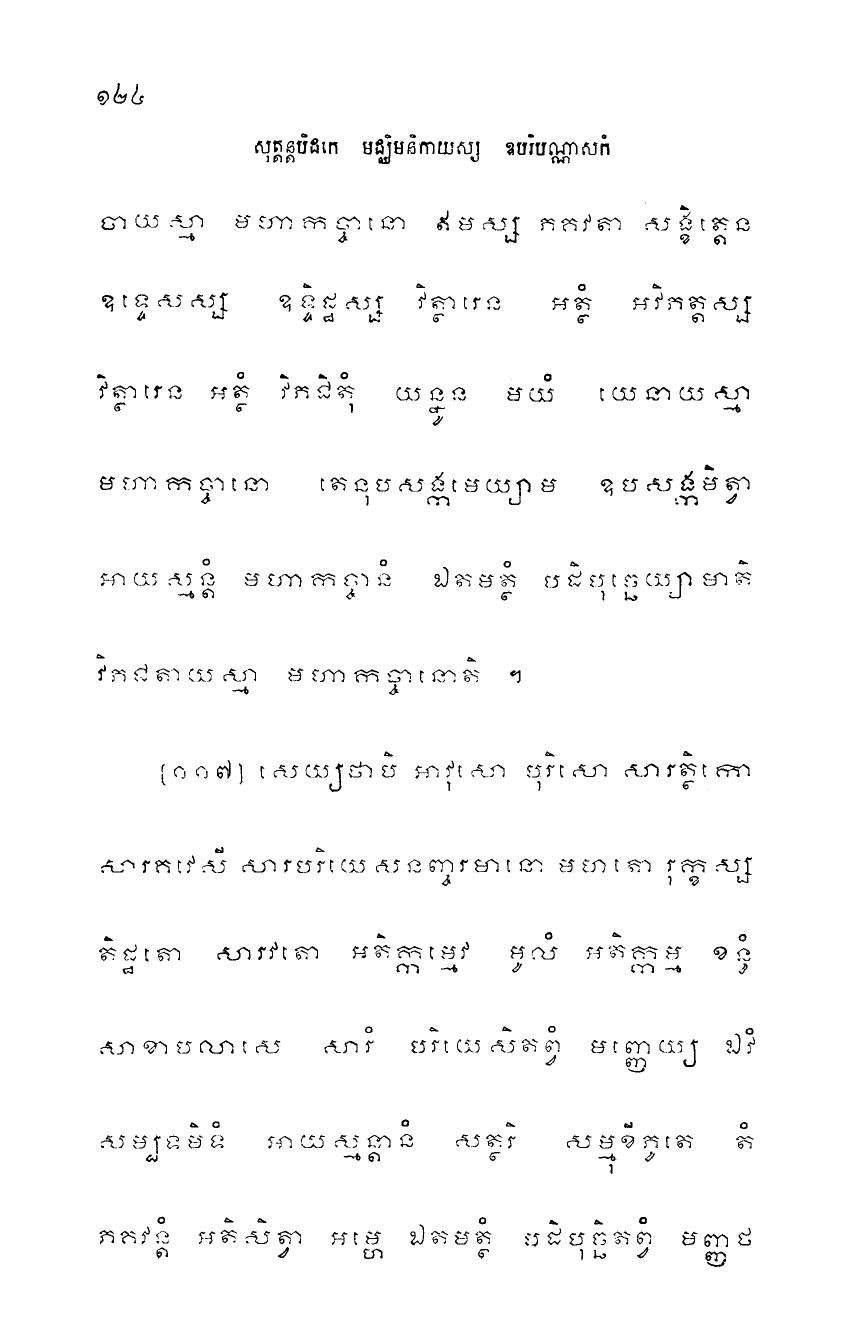 ១២៤
សុត្តន្តបិដកេ មជ្ឈិមនិកាយស្ស ឧបរិបណ្ណាសកំ
ចាយស្មា មហាកច្ចានោ ឥមស្ស ភគវតា សង្ខិត្តេន
ឧទ្ទេសស្ស ឧទ្ទិដ្ឋស្ស វិត្ថារេន អត្ថំ អវិភត្តស្ស
វិត្ថារេន អត្ថំ វិភជិតុំ យន្នូន មយំ យេនាយស្មា
មហាកច្ចានោ តេនុបសង្កមេយ្យាម ឧបសង្កមិត្វា
អាយស្មន្តំ មហាកច្ចានំ ឯតមត្ថំ បដិបុច្ឆេយ្យាមាតិ
វិភជតាយស្មា មហាកច្ចានោតិ ។
[១១៧] សេយ្យថាបិ អាវុសោ បុរិសោ សារត្ថិកោ
សារគវេសី សារបរិយេសនញ្ចរមានោ មហតោ រុក្ខស្ស
តិដ្ឋតោ សារវតោ អតិក្កម្មេវ មូលំ អតិក្កម្ម ខន្ធំ
សាខាបលាសេ សារំ បរិយេសិតព្វំ មញ្ញេយ្យ ឯវំ
សម្បទមិទំ អាយស្មន្តានំ សត្ថរិ សម្មុខីភូតេ តំ
ភគវន្តំ អតិសិត្វា អម្ហេ ឯតមត្ថំ បដិបុច្ឆិតព្វំ មញ្ញថ